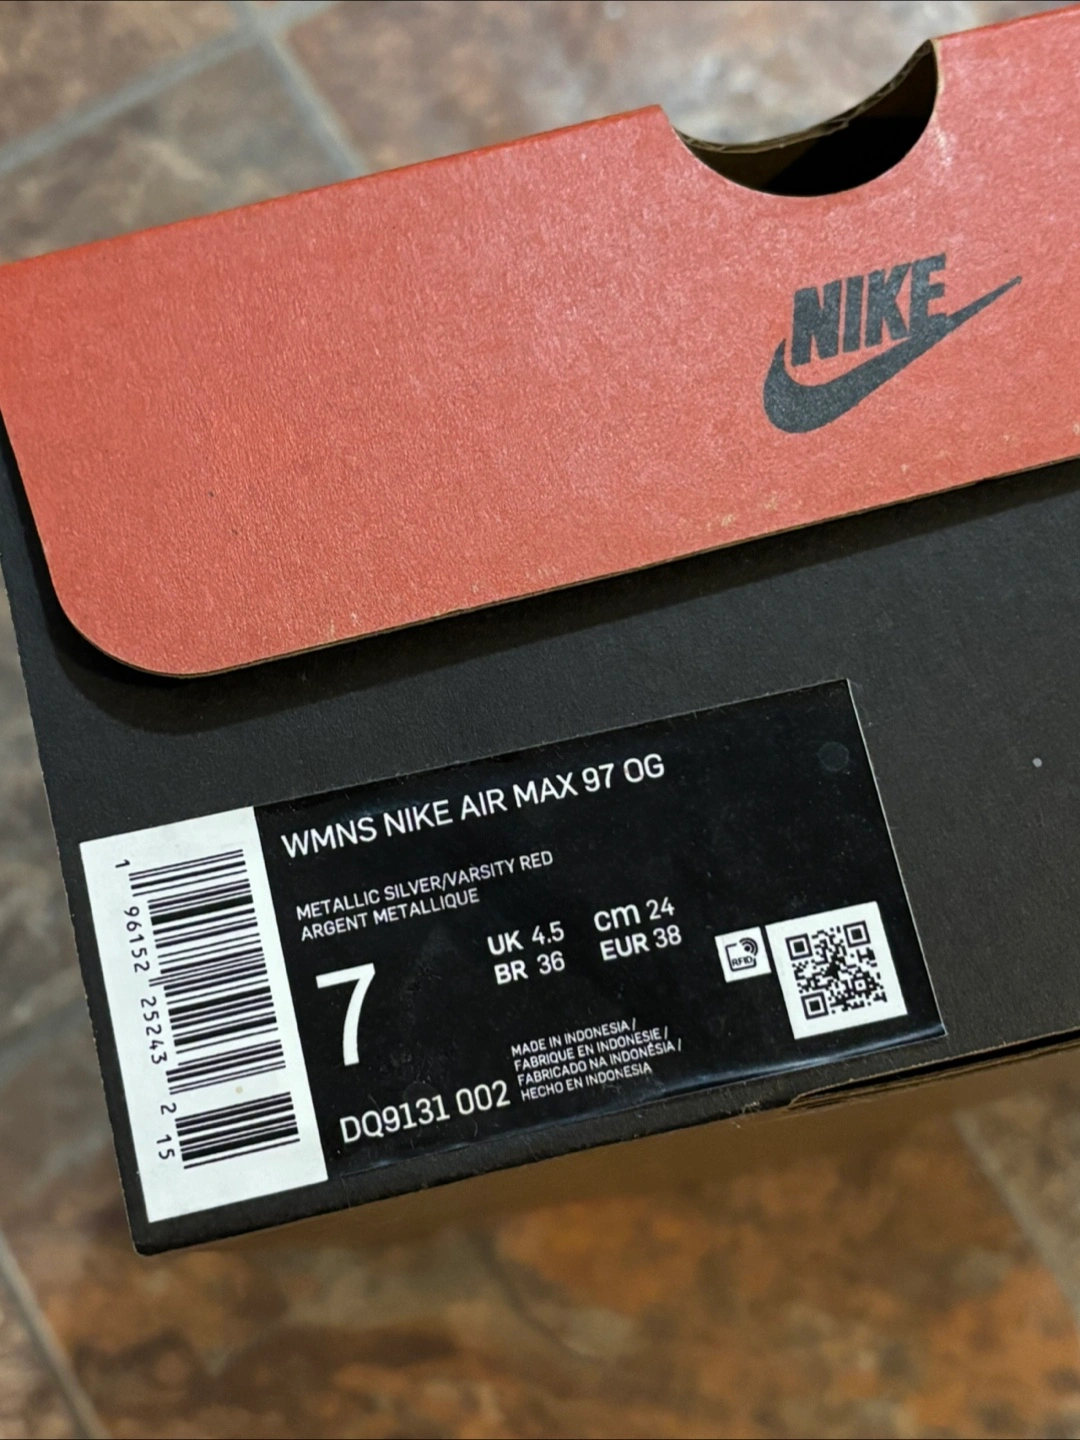 NIKE
WMNS NIKE AIR MAX 97 OG
METALLIC SILVER/VARSITY RED
ARGENT METALLIQUE
7
UK 4.5
cm 24
BR 36
EUR 38
RFID
MADE IN INDONESIA /
FABRIQUE EN INDONESIE /
FABRICADO NA INDONÉSIA /
HECHO EN INDONESIA
DQ9131 002
1 96152 25243 2 15